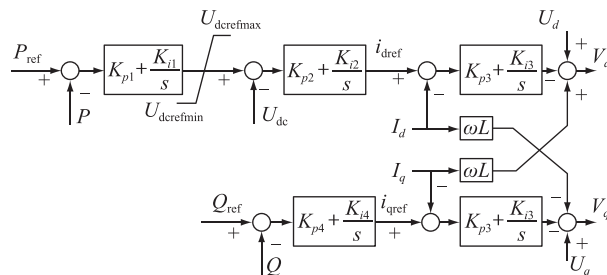 U_dcrefmax
U_d
P_ref
K_p1 + K_i1/s
K_p2 + K_i2/s
i_dref
K_p3 + K_i3/s
V_d
+ − + − + − − + +
P
U_dcrefmin
U_dc
I_d
ωL
I_q
ωL
Q_ref
K_p4 + K_i4/s
i_qref
K_p3 + K_i3/s
V_q
+ − + − − − +
Q
U_q